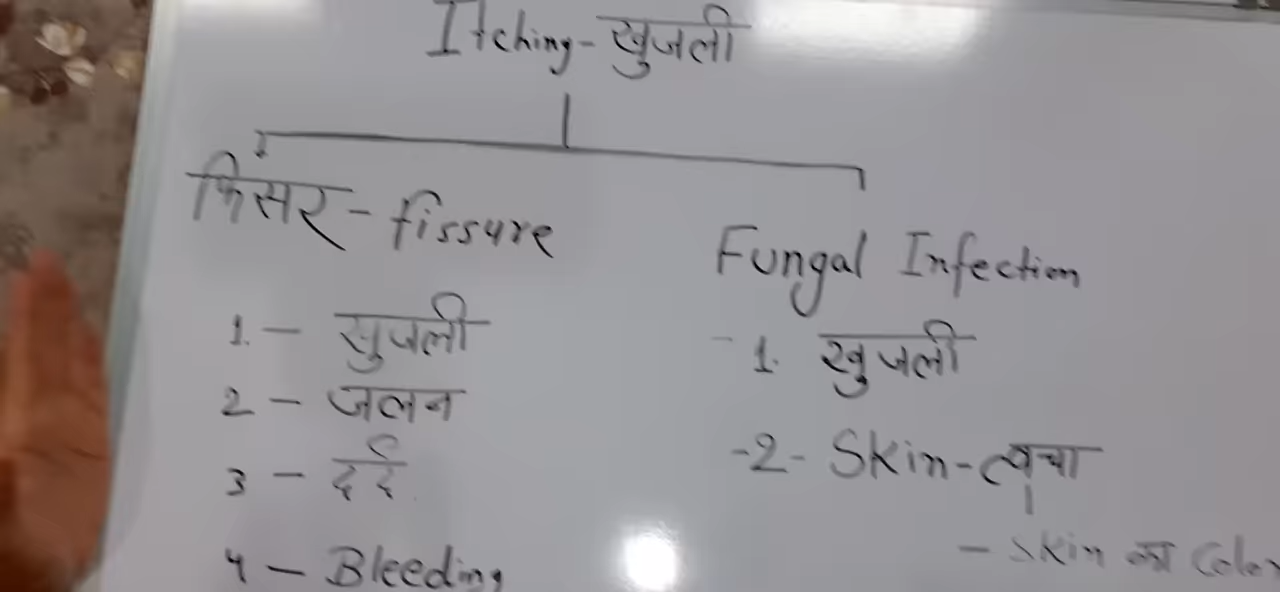 Itching - खुजली
फिसर - fissure
1. - खुजली
2 - जलन
3 - दर्द
4 - Bleeding
Fungal Infection
- 1. खुजली
- 2 - Skin - त्वचा
- Skin का Color